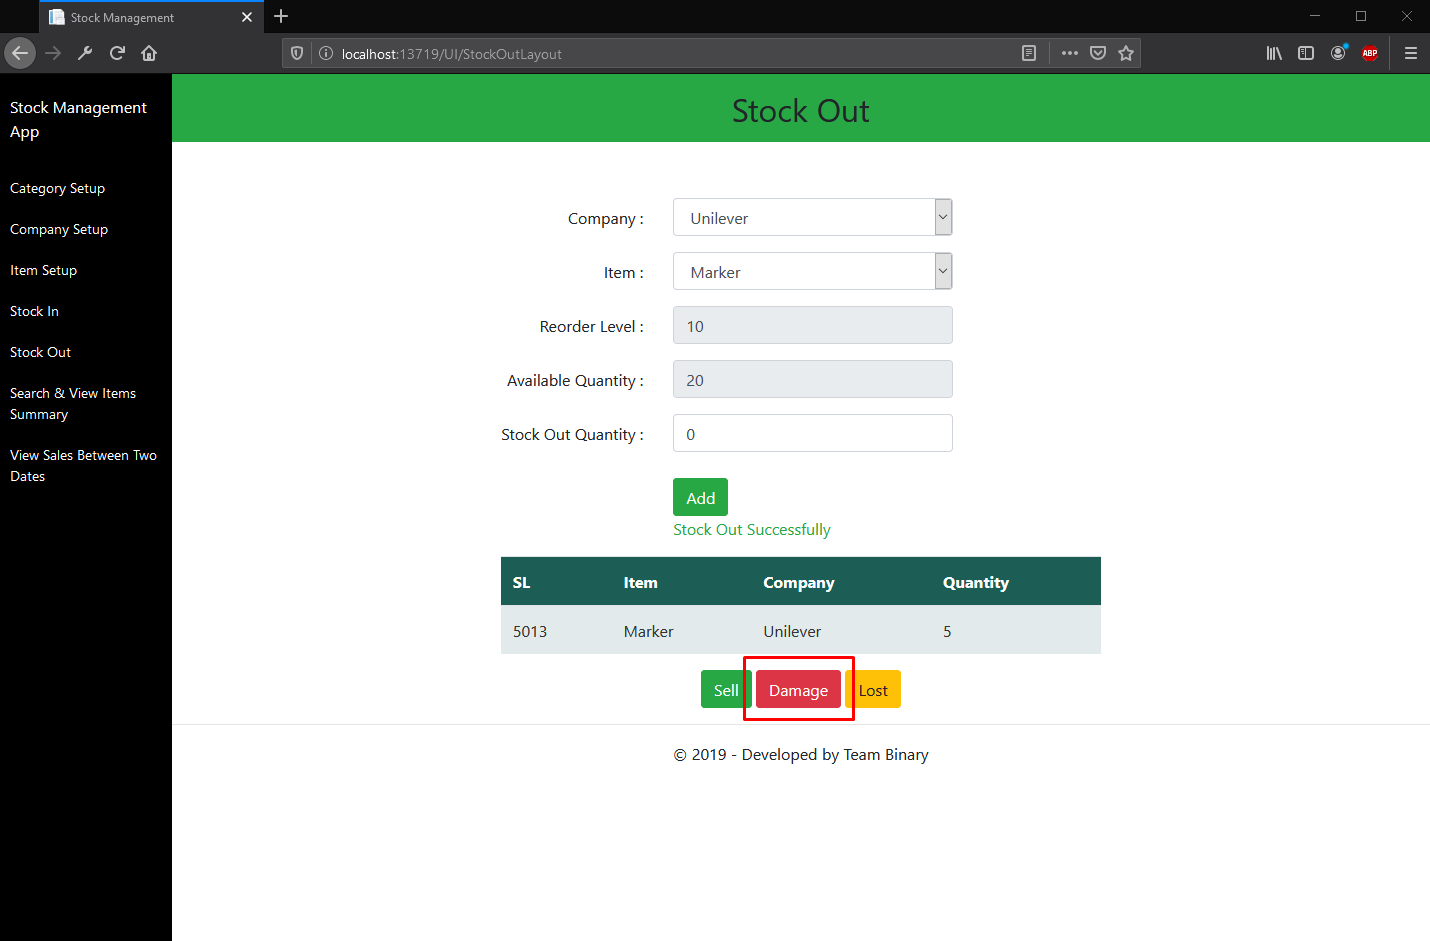 Stock Management
localhost:13719/UI/StockOutLayout
ABP
Stock Management
App
Category Setup
Company Setup
Item Setup
Stock In
Stock Out
Search & View Items
Summary
View Sales Between Two
Dates
Stock Out
Company : Unilever
Item : Marker
Reorder Level : 10
Available Quantity : 20
Stock Out Quantity : 0
Add
Stock Out Successfully
SL Item Company Quantity
5013 Marker Unilever 5
Sell Damage Lost
© 2019 - Developed by Team Binary